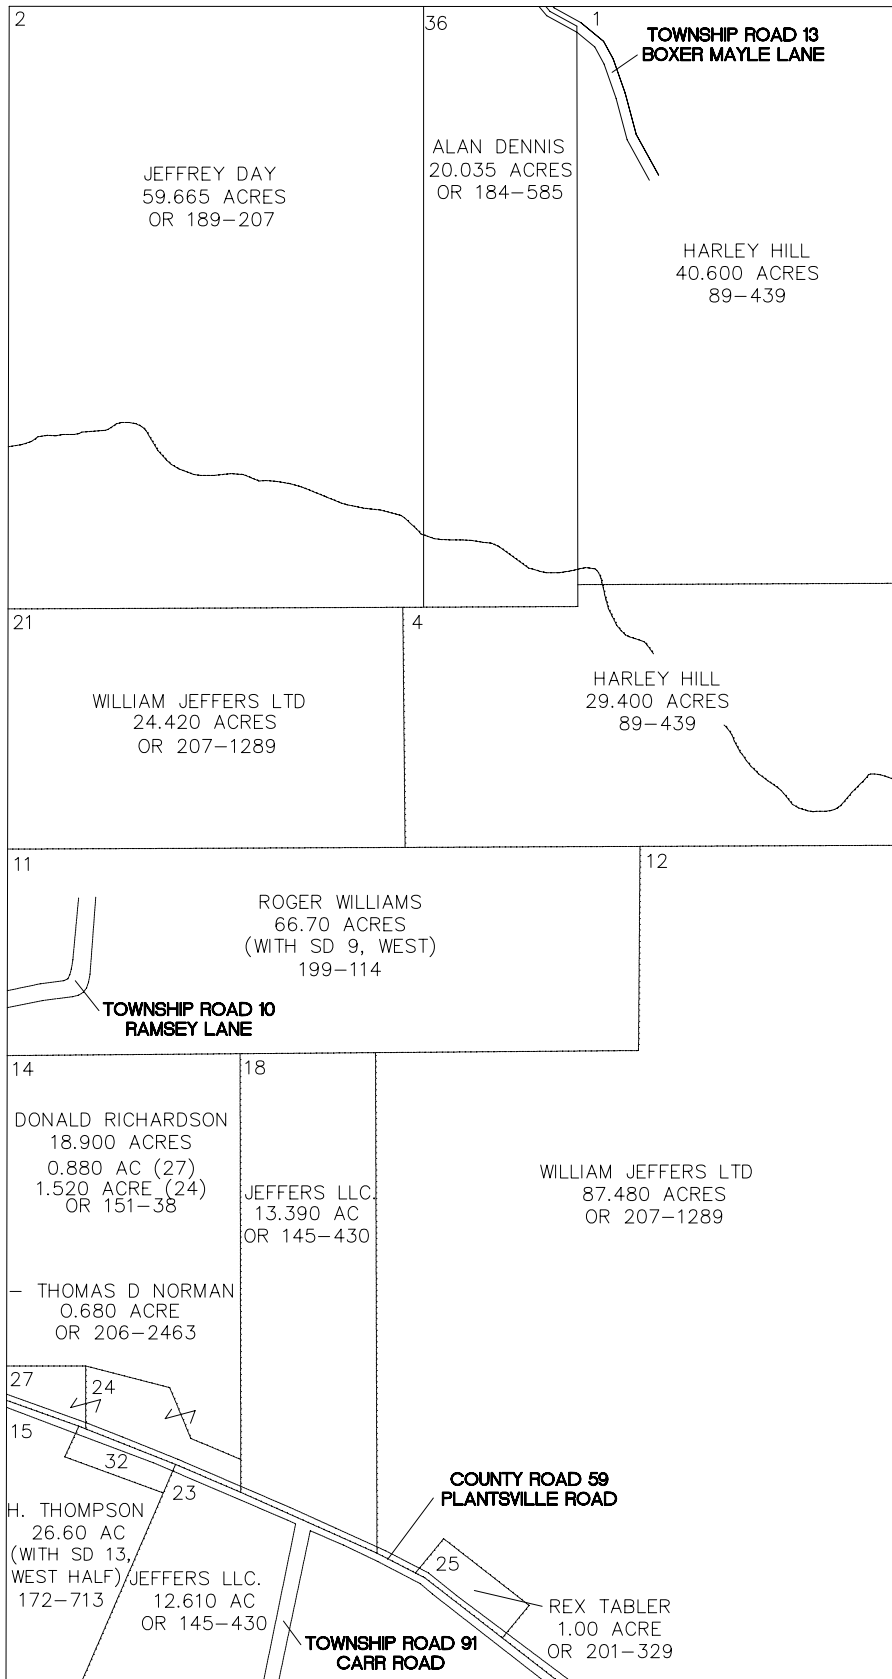 2
36
1
TOWNSHIP ROAD 13
BOXER MAYLE LANE
JEFFREY DAY
59.665 ACRES
OR 189-207
ALAN DENNIS
20.035 ACRES
OR 184-585
HARLEY HILL
40.600 ACRES
89-439
21
4
WILLIAM JEFFERS LTD
24.420 ACRES
OR 207-1289
HARLEY HILL
29.400 ACRES
89-439
11
12
ROGER WILLIAMS
66.70 ACRES
(WITH SD 9, WEST)
199-114
TOWNSHIP ROAD 10
RAMSEY LANE
14
18
DONALD RICHARDSON
18.900 ACRES
0.880 AC (27)
1.520 ACRE (24)
OR 151-38
JEFFERS LLC.
13.390 AC
OR 145-430
WILLIAM JEFFERS LTD
87.480 ACRES
OR 207-1289
- THOMAS D NORMAN
0.680 ACRE
OR 206-2463
27
24
15
32
23
COUNTY ROAD 59
PLANTSVILLE ROAD
H. THOMPSON
26.60 AC
(WITH SD 13,
WEST HALF)
172-713
JEFFERS LLC.
12.610 AC
OR 145-430
25
REX TABLER
1.00 ACRE
OR 201-329
TOWNSHIP ROAD 91
CARR ROAD